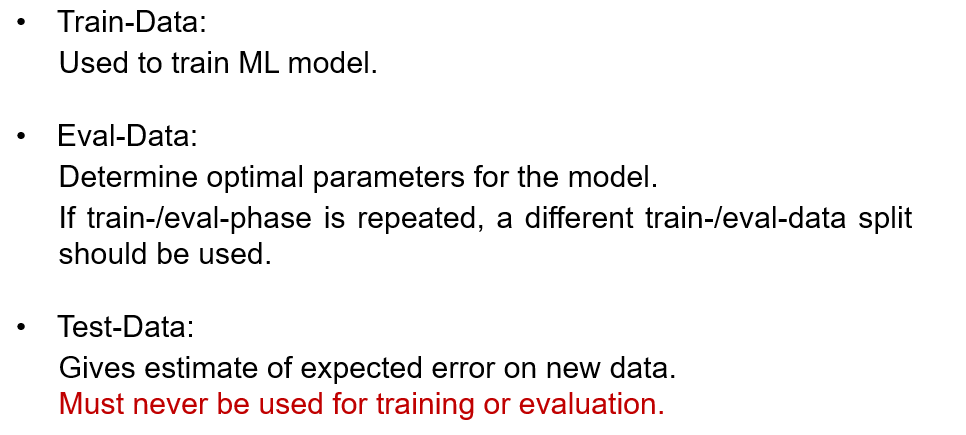 • Train-Data:
Used to train ML model.
• Eval-Data:
Determine optimal parameters for the model.
If train-/eval-phase is repeated, a different train-/eval-data split
should be used.
• Test-Data:
Gives estimate of expected error on new data.
Must never be used for training or evaluation.